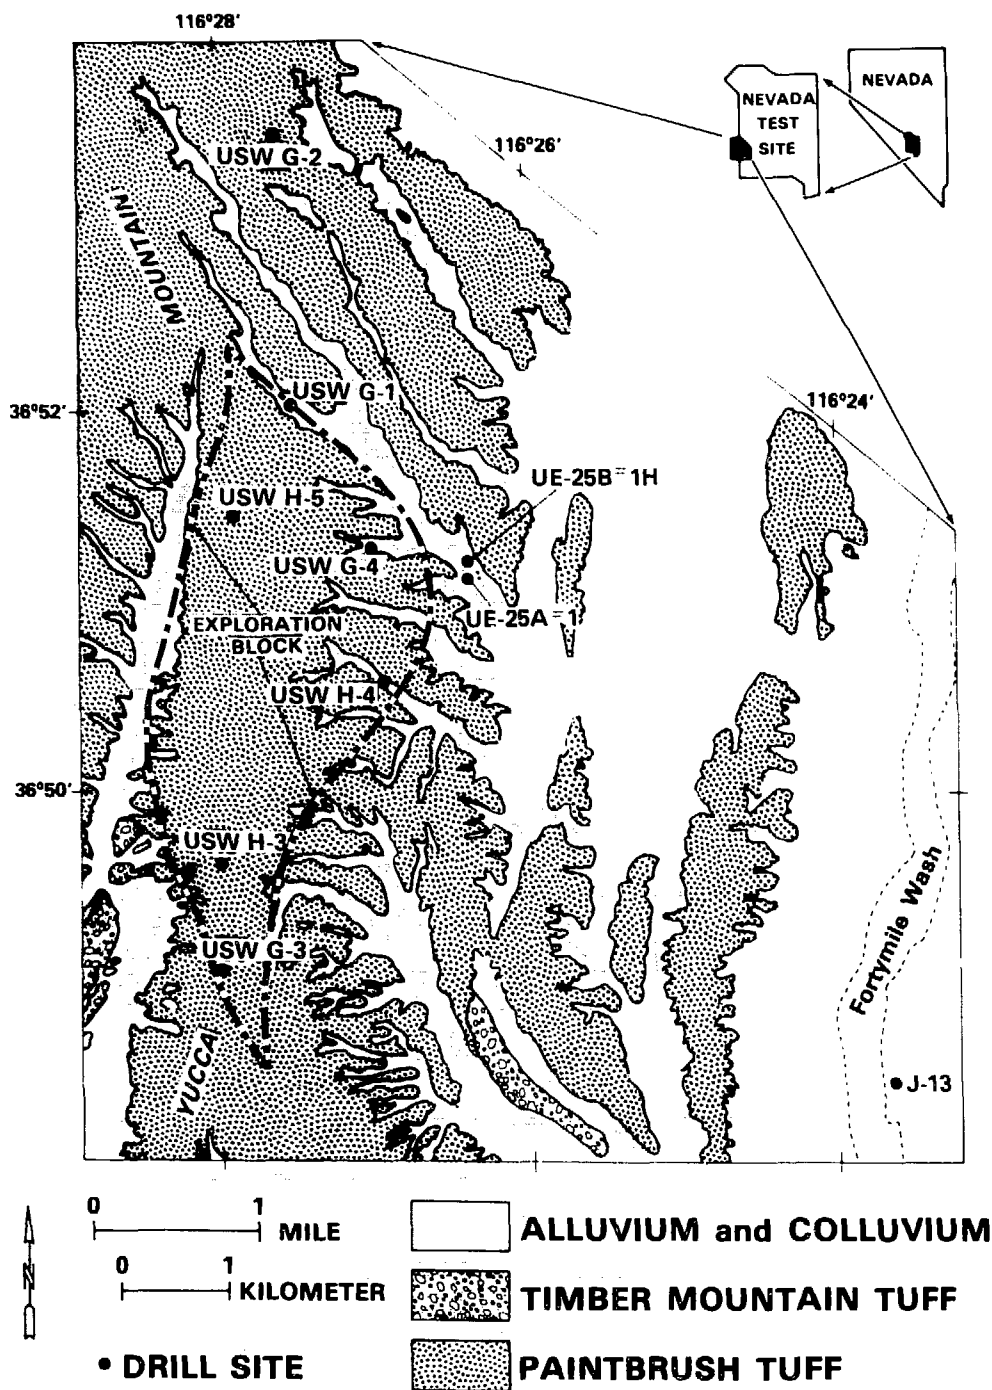 116°28'
NEVADA
TEST
SITE
NEVADA
USW G-2
116°26'
MOUNTAIN
USW G-1
36°52'
116°24'
UE-25B=1H
USW H-5
USW G-4
UE-25A=1
EXPLORATION
BLOCK
USW H-4
36°50'
USW H-3
USW G-3
Fortymile Wash
YUCCA
J-13
0 1
MILE
0 1
KILOMETER
N
DRILL SITE
ALLUVIUM and COLLUVIUM
TIMBER MOUNTAIN TUFF
PAINTBRUSH TUFF